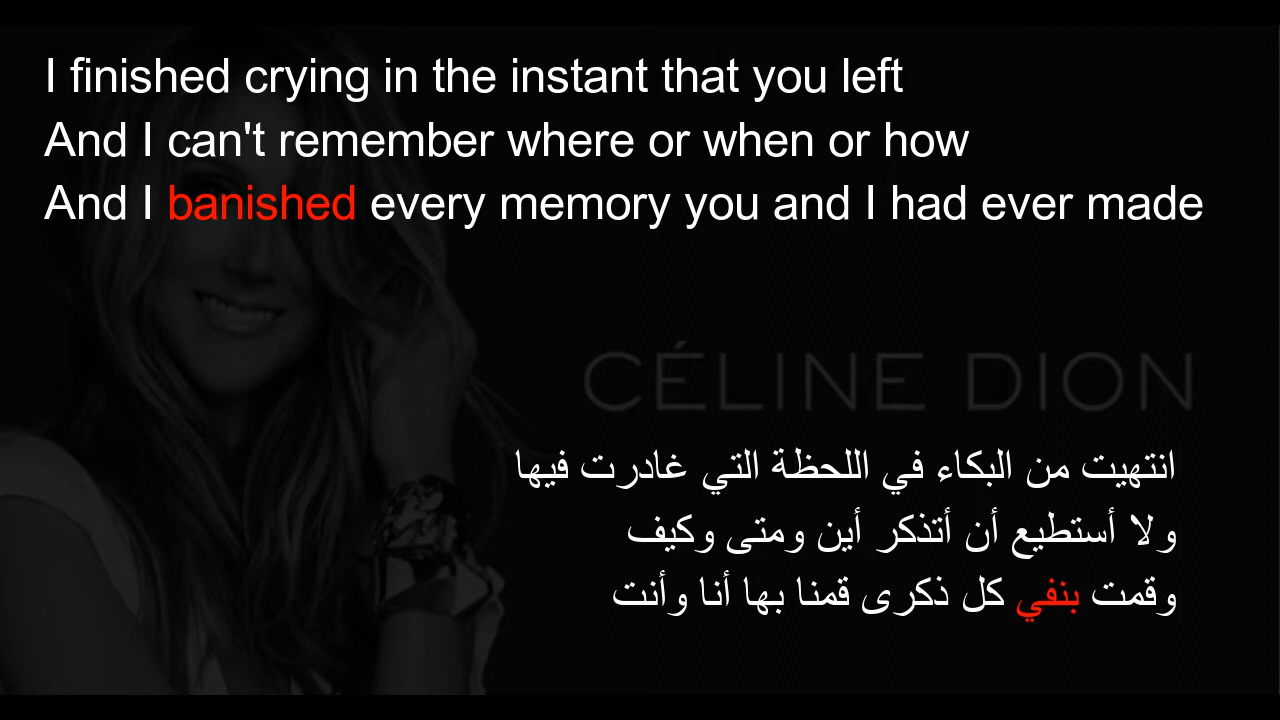 I finished crying in the instant that you left
And I can't remember where or when or how
And I banished every memory you and I had ever made
CÉLINE DION
انتهيت من البكاء في اللحظة التي غادرت فيها
ولا أستطيع أن أتذكر أين ومتى وكيف
وقمت بنفي كل ذكرى قمنا بها أنا وأنت